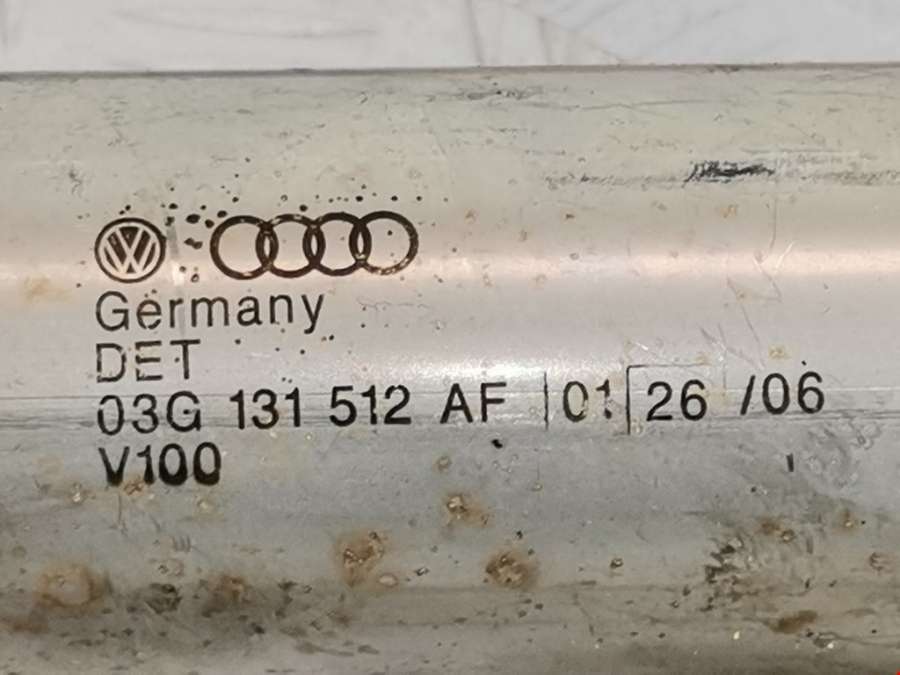 Germany
DET
03G 131 512 AF |01|26 /06
V100